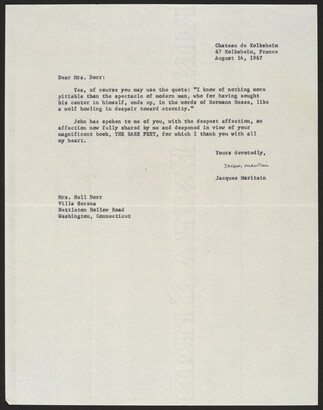 Chateau de Kolbsheim
67 Kolbsheim, France
August 14, 1967
Dear Mrs. Dorr:
Yes, of course you may use the quote: "I know of nothing more
pitiable than the spectacle of modern man, who for having sought
his center in himself, ends up, in the words of Hermann Hesse, like
a wolf howling in despair toward eternity."
John has spoken to me of you, with the deepest affection, an
affection now fully shared by me and deepened in view of your
magnificent book, THE BARE FEET, for which I thank you with all
my heart.
Yours devotedly,
Jacques Maritain
Jacques Maritain
Mrs. Nell Dorr
Villa Serena
Nettleton Hollow Road
Washington, Connecticut